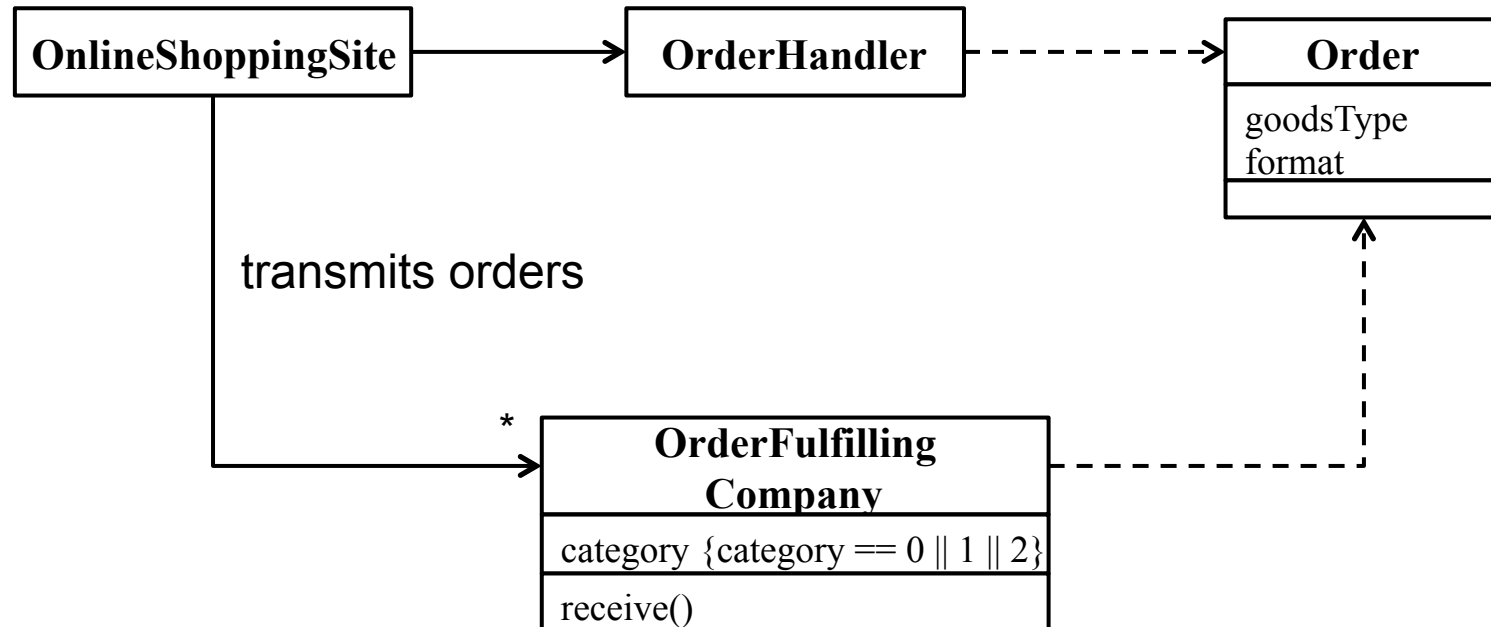 OnlineShoppingSite
OrderHandler
Order
goodsType
format
transmits orders
*
OrderFulfilling
Company
category {category == 0 || 1 || 2}
receive()